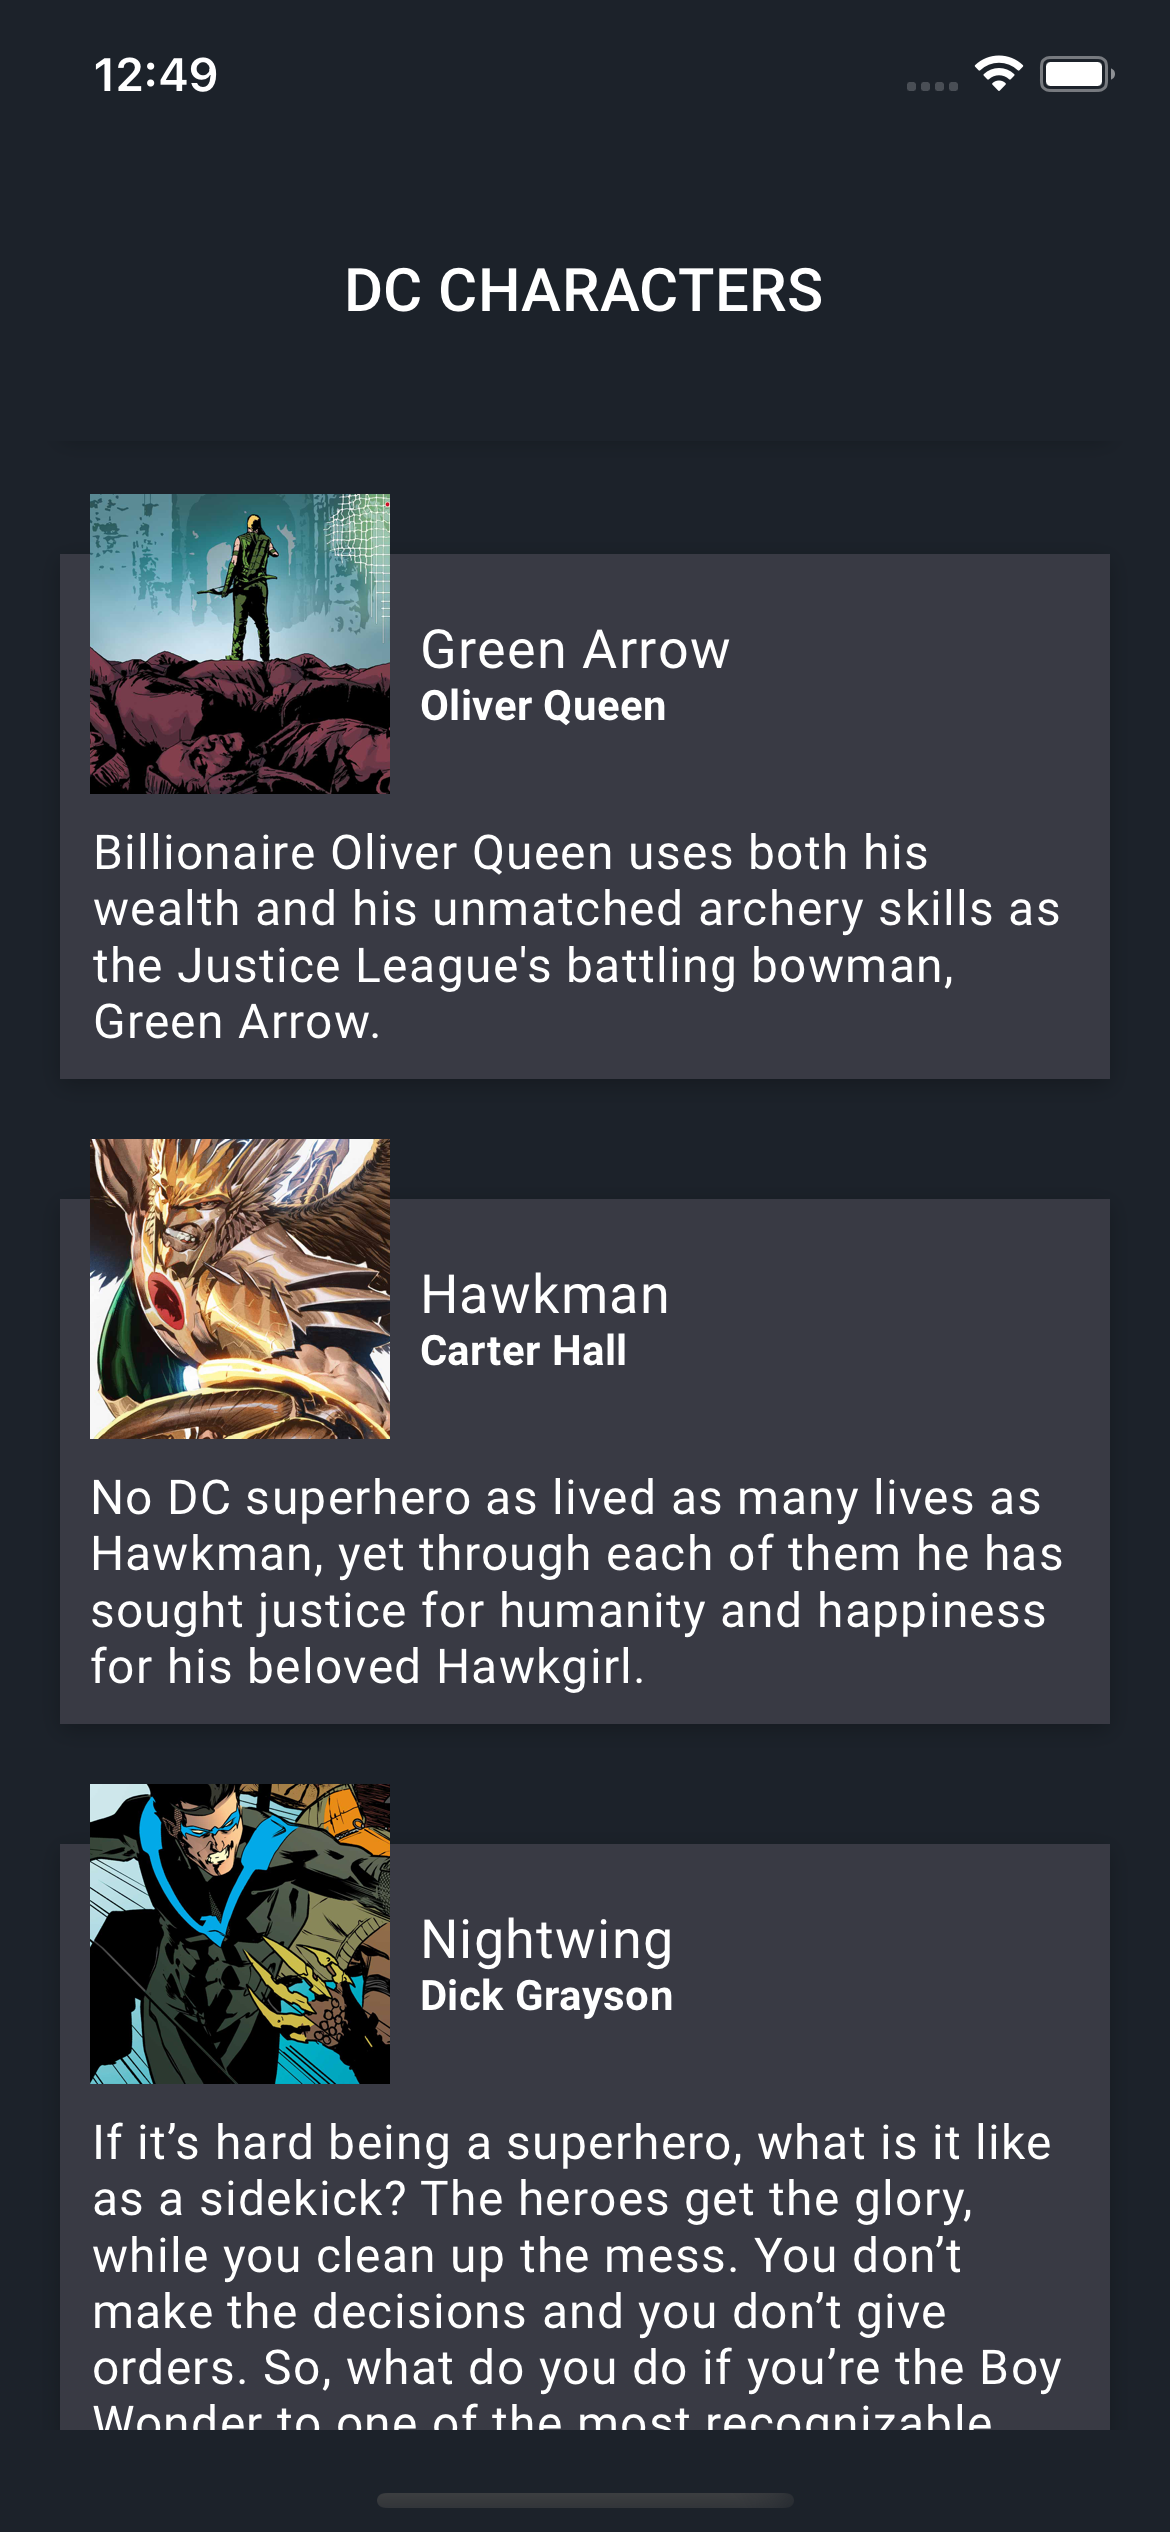 12:49
DC CHARACTERS
Green Arrow
Oliver Queen
Billionaire Oliver Queen uses both his
wealth and his unmatched archery skills as
the Justice League's battling bowman,
Green Arrow.
Hawkman
Carter Hall
No DC superhero as lived as many lives as
Hawkman, yet through each of them he has
sought justice for humanity and happiness
for his beloved Hawkgirl.
Nightwing
Dick Grayson
If it’s hard being a superhero, what is it like
as a sidekick? The heroes get the glory,
while you clean up the mess. You don’t
make the decisions and you don’t give
orders. So, what do you do if you’re the Boy
Wonder to one of the most recognizable